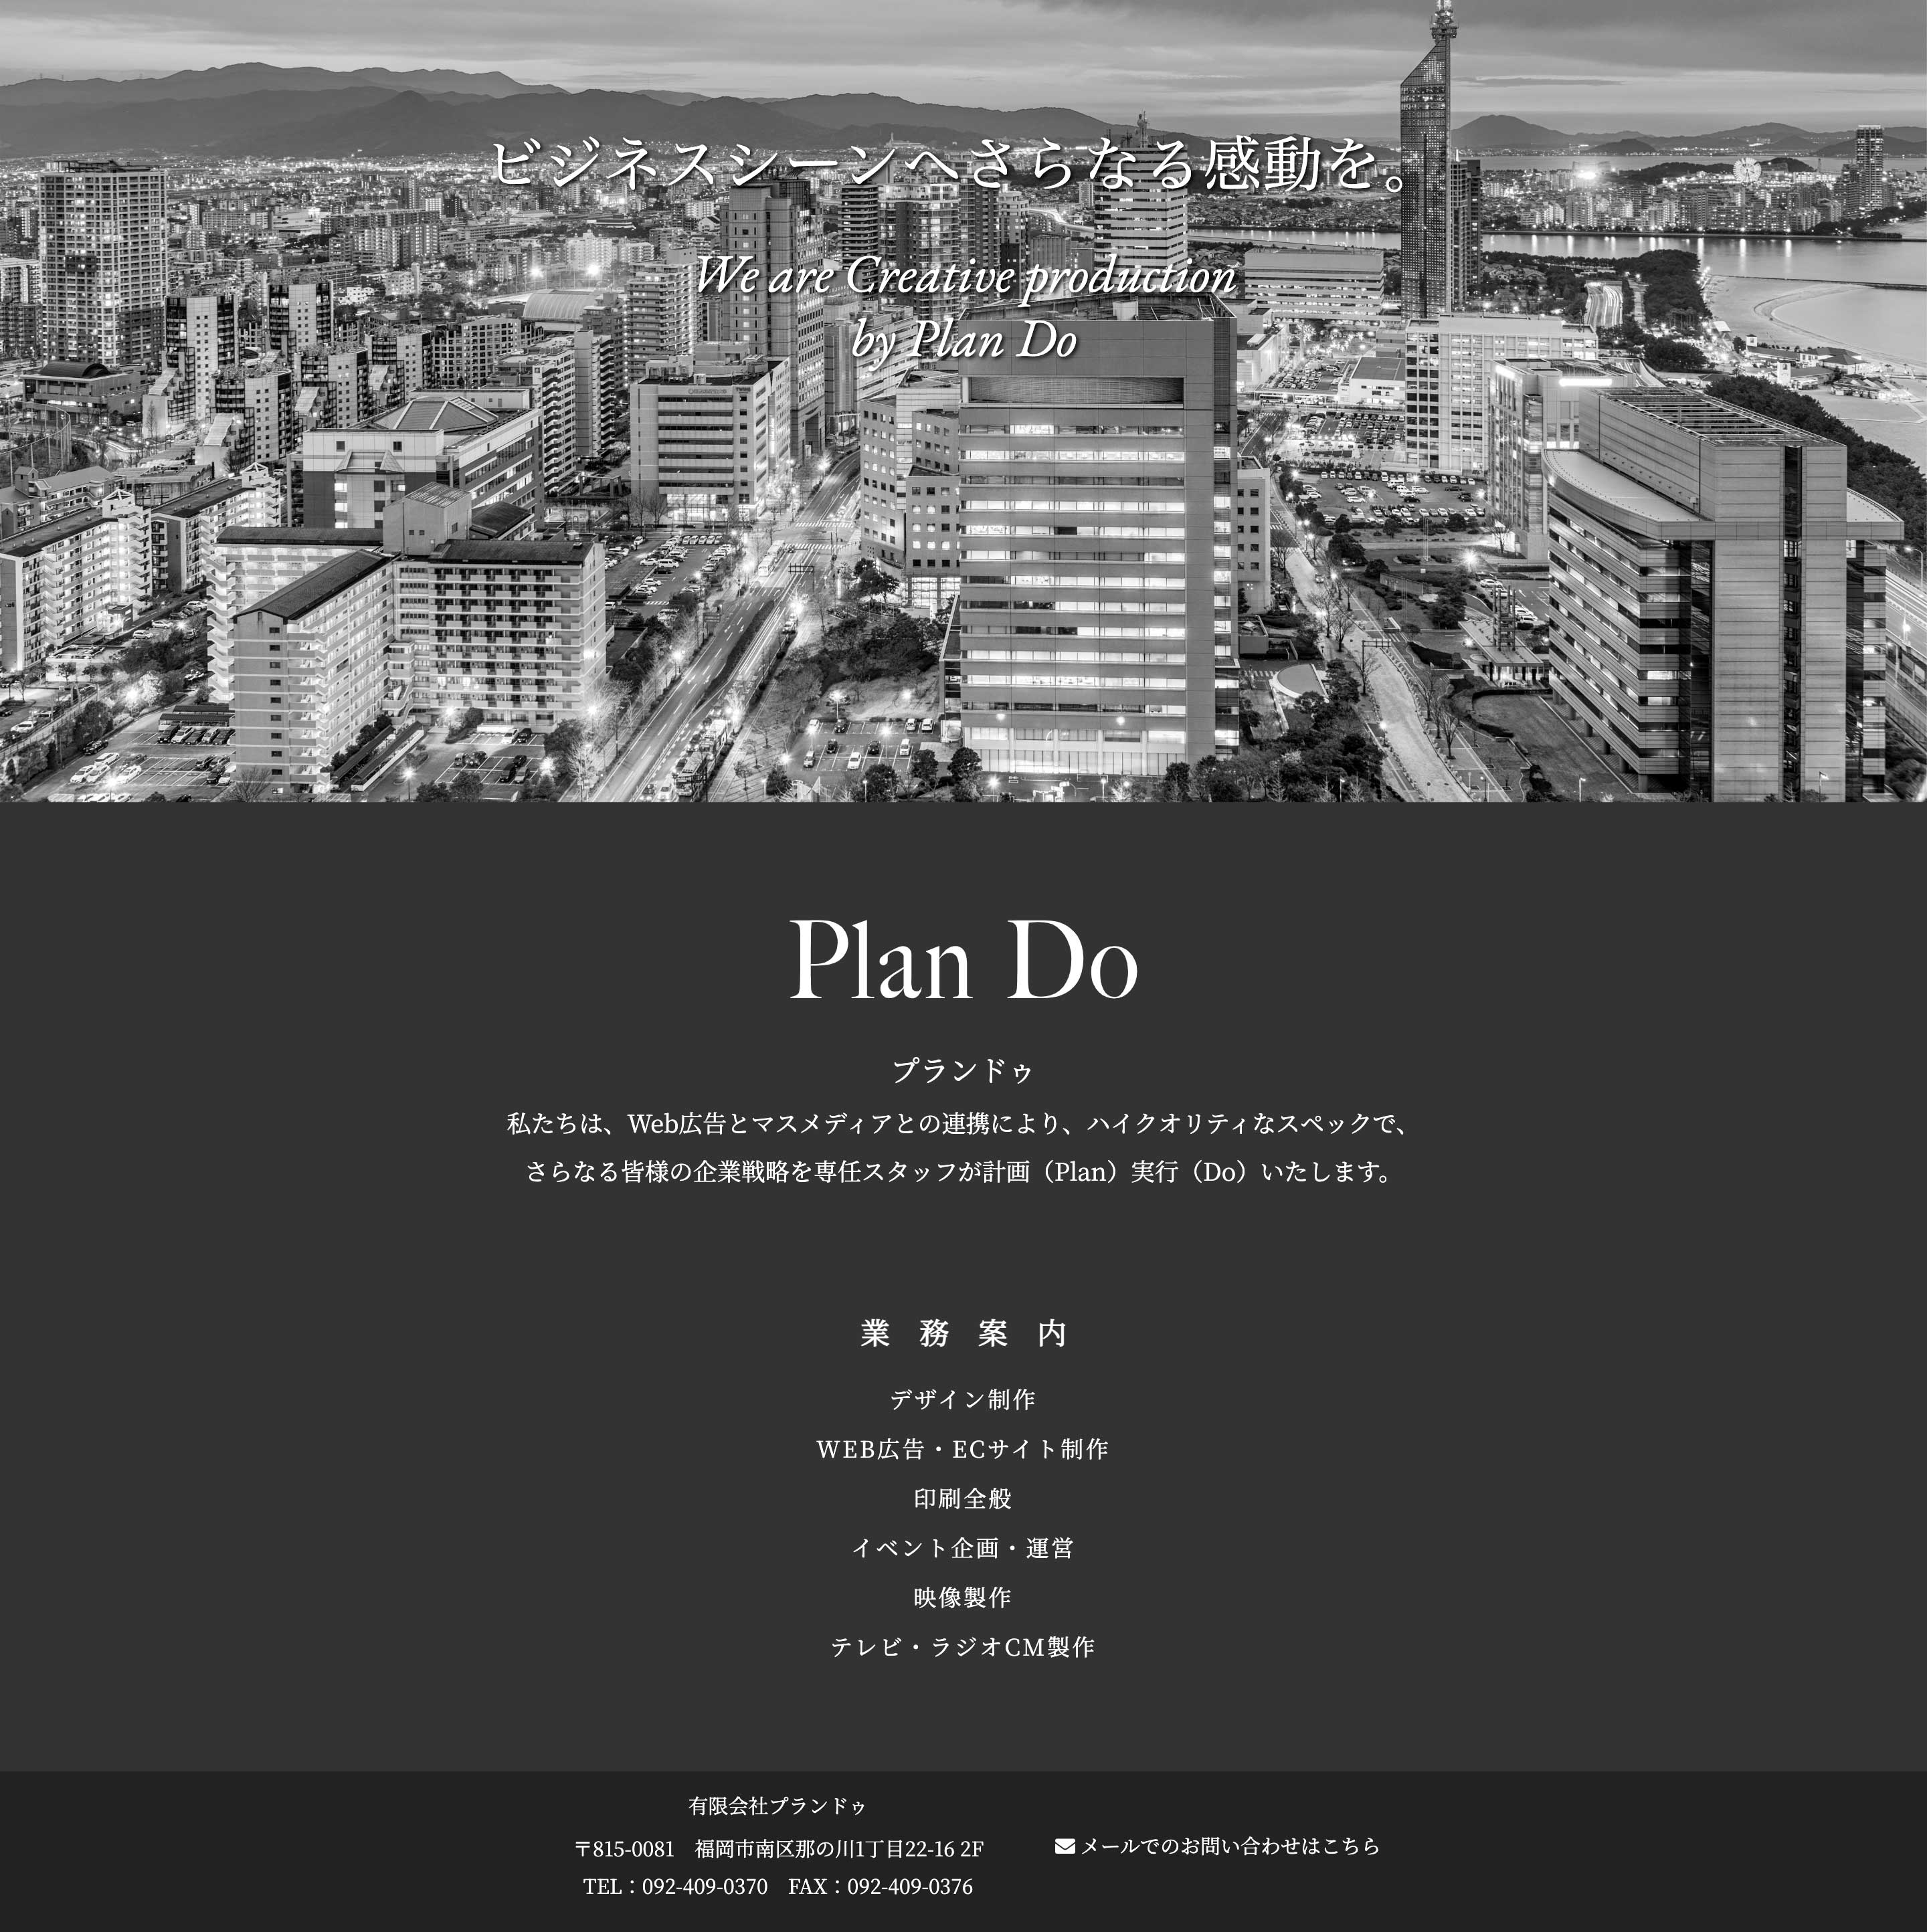 ビジネスシーンへさらなる感動を。
We are Creative production
by Plan Do
Plan Do
プランドゥ
私たちは、Web広告とマスメディアとの連携により、ハイクオリティなスペックで、
さらなる皆様の企業戦略を専任スタッフが計画（Plan）実行（Do）いたします。
業務案内
デザイン制作
WEB広告・ECサイト制作
印刷全般
イベント企画・運営
映像製作
テレビ・ラジオCM製作
有限会社プランドゥ
〒815-0081　福岡市南区那の川1丁目22-16 2F
TEL：092-409-0370　FAX：092-409-0376
メールでのお問い合わせはこちら